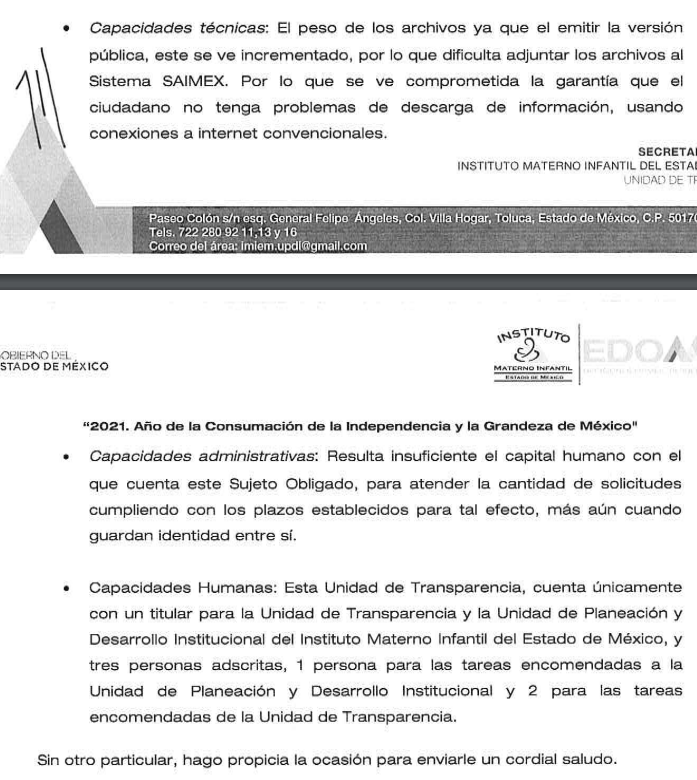 • Capacidades técnicas: El peso de los archivos ya que el emitir la versión
pública, este se ve incrementado, por lo que dificulta adjuntar los archivos al
Sistema SAIMEX. Por lo que se ve comprometida la garantía que el
ciudadano no tenga problemas de descarga de información, usando
conexiones a internet convencionales.
SECRETA
INSTITUTO MATERNO INFANTIL DEL ESTA
UNIDAD DE TR
Paseo Colón s/n esq. General Felipe Ángeles, Col. Villa Hogar, Toluca, Estado de México, C.P. 50170
Tels. 722 280 92 11,13 y 16
Correo del área: imiem.updi@gmail.com
OBIERNO DEL
STADO DE MÉXICO
INSTITUTO
MATERNO INFANTIL
ESTADO DE MÉXICO
EDOM
“2021. Año de la Consumación de la Independencia y la Grandeza de México"
• Capacidades administrativas: Resulta insuficiente el capital humano con el
que cuenta este Sujeto Obligado, para atender la cantidad de solicitudes
cumpliendo con los plazos establecidos para tal efecto, más aún cuando
guardan identidad entre sí.
• Capacidades Humanas: Esta Unidad de Transparencia, cuenta únicamente
con un titular para la Unidad de Transparencia y la Unidad de Planeación y
Desarrollo Institucional del Instituto Materno Infantil del Estado de México, y
tres personas adscritas, 1 persona para las tareas encomendadas a la
Unidad de Planeación y Desarrollo Institucional y 2 para las tareas
encomendadas de la Unidad de Transparencia.
Sin otro particular, hago propicia la ocasión para enviarle un cordial saludo.